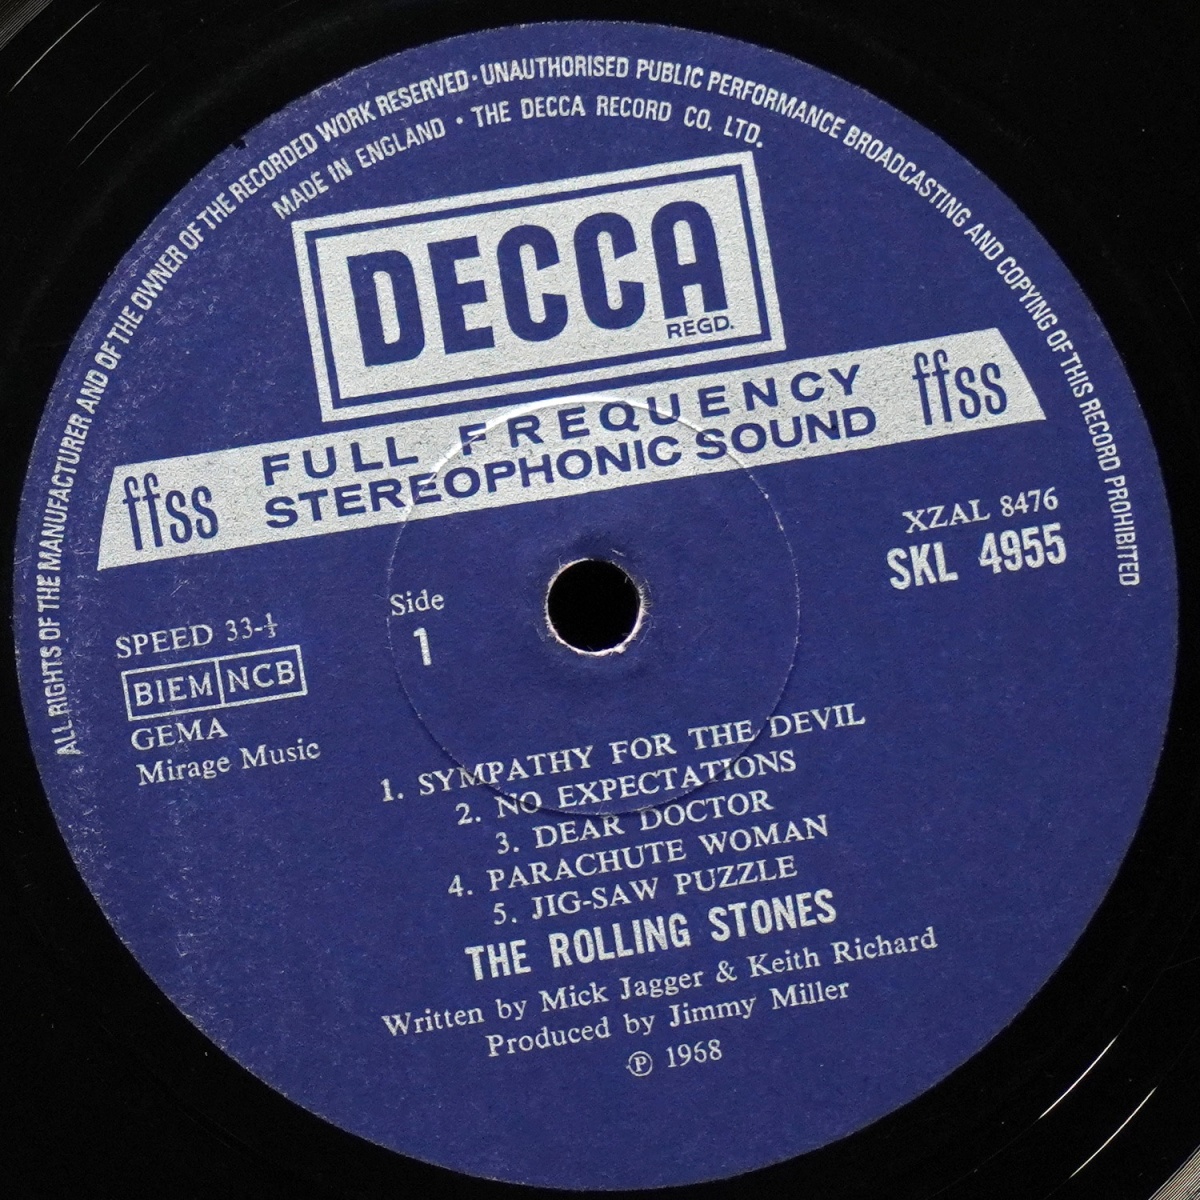 ALL RIGHTS OF THE MANUFACTURER AND OF THE OWNER OF THE RECORDED WORK RESERVED · UNAUTHORISED PUBLIC PERFORMANCE BROADCASTING AND COPYING OF THIS RECORD PROHIBITED
MADE IN ENGLAND · THE DECCA RECORD CO. LTD.
DECCA
REGD.
ffss
FULL FREQUENCY
STEREOPHONIC SOUND
ffss
XZAL 8476
SKL 4955
Side
1
SPEED 33-⅓
BIEM NCB
GEMA
Mirage Music
1. SYMPATHY FOR THE DEVIL
2. NO EXPECTATIONS
3. DEAR DOCTOR
4. PARACHUTE WOMAN
5. JIG-SAW PUZZLE
THE ROLLING STONES
Written by Mick Jagger & Keith Richard
Produced by Jimmy Miller
℗ 1968